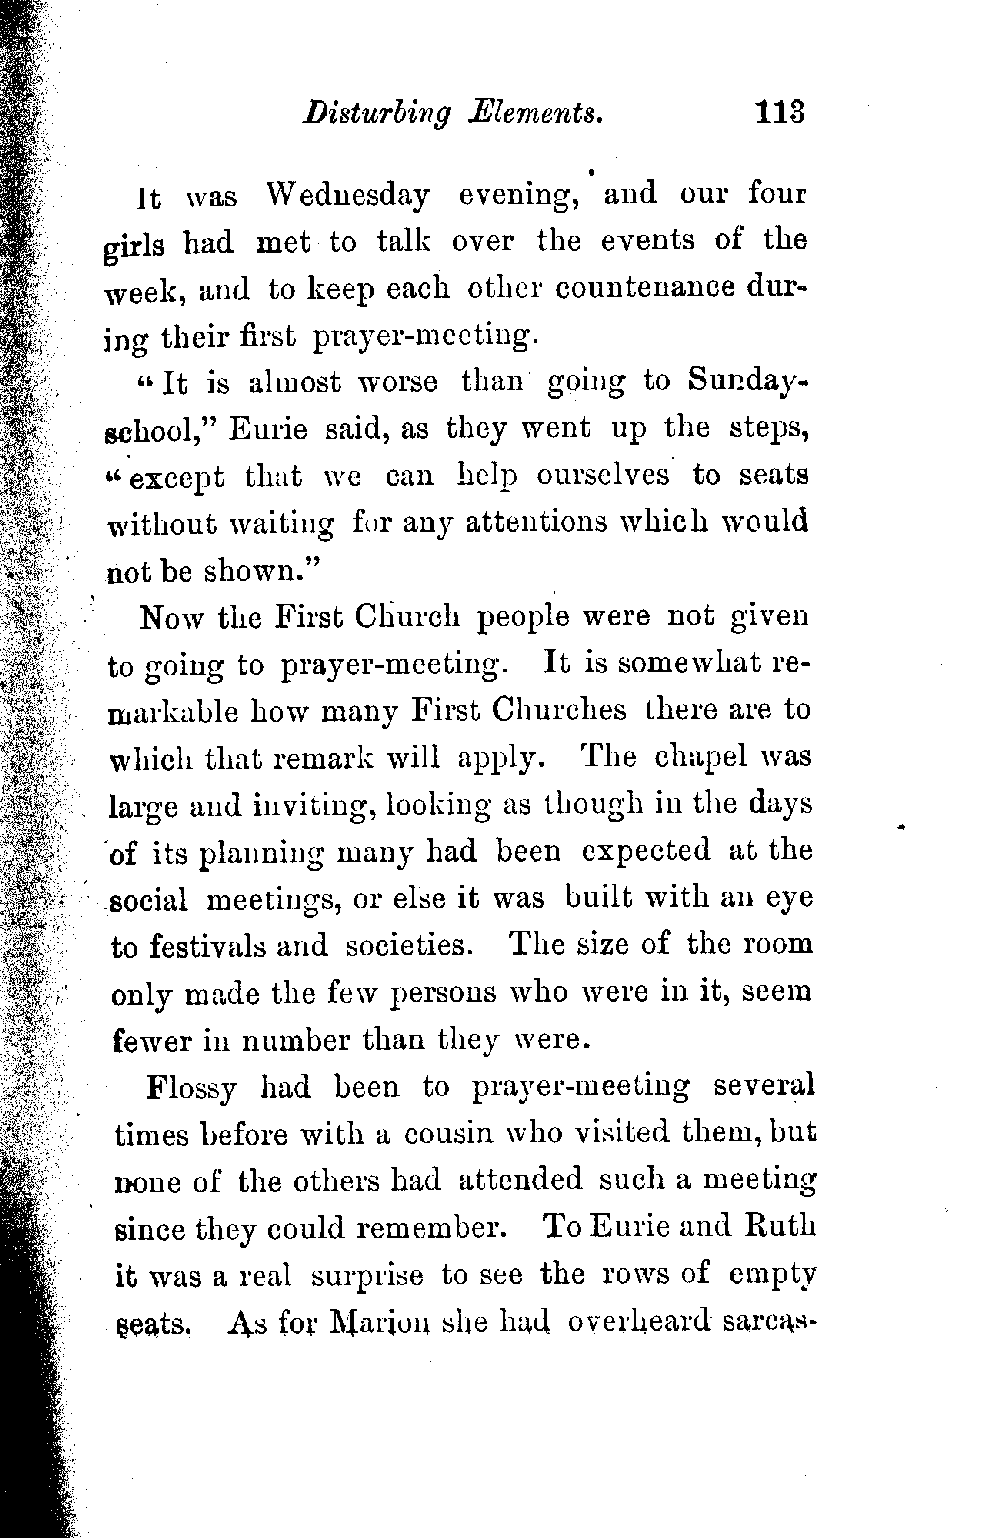 Disturbing Elements. 113
It was Wednesday evening, and our four
girls had met to talk over the events of the
week, and to keep each other countenance dur-
ing their first prayer-meeting.
“It is almost worse than going to Sunday-
school,” Eurie said, as they went up the steps,
“except that we can help ourselves to seats
without waiting for any attentions which would
not be shown.”
Now the First Church people were not given
to going to prayer-meeting. It is somewhat re-
markable how many First Churches there are to
which that remark will apply. The chapel was
large and inviting, looking as though in the days
of its planning many had been expected at the
social meetings, or else it was built with an eye
to festivals and societies. The size of the room
only made the few persons who were in it, seem
fewer in number than they were.
Flossy had been to prayer-meeting several
times before with a cousin who visited them, but
none of the others had attended such a meeting
since they could remember. To Eurie and Ruth
it was a real surprise to see the rows of empty
seats. As for Marion she had overheard sarcas-